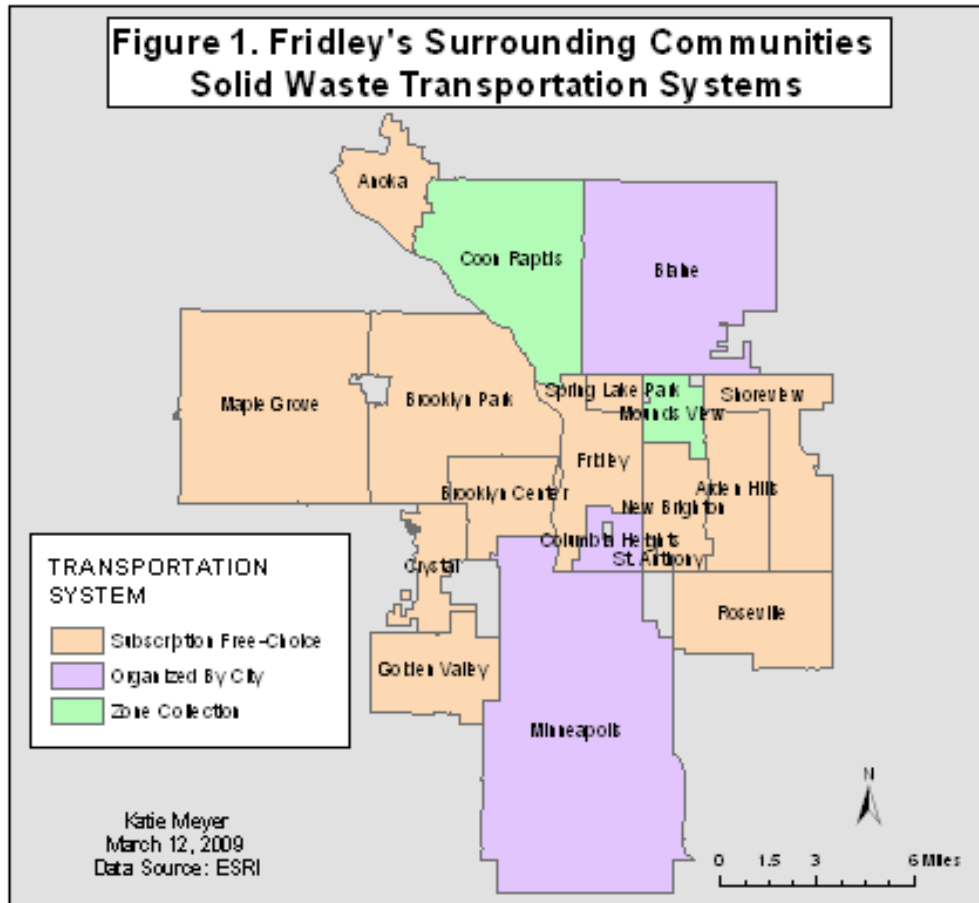 Figure 1. Fridley's Surrounding Communities
Solid Waste Transportation Systems
Anoka
Coon Rapids
Blaine
Maple Grove
Brooklyn Park
Spring Lake Park
Shoreview
Mounds View
Fridley
Brooklyn Center
Arden Hills
New Brighton
Columbia Heights
St. Anthony
Crystal
Roseville
Golden Valley
Minneapolis
TRANSPORTATION
SYSTEM
Subscription Free-Choice
Organized By City
Zone Collection
Katie Meyer
March 12, 2009
Data Source: ESRI
N
0 1.5 3 6 Miles